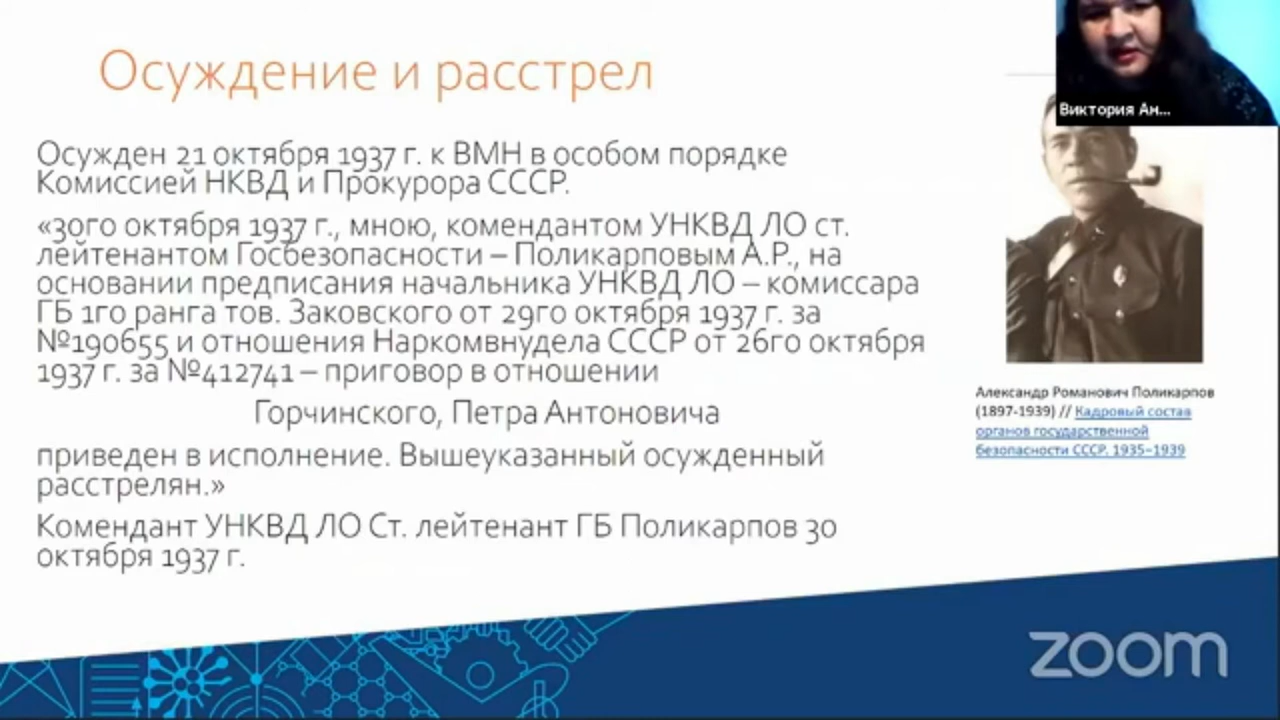 Осуждение и расстрел
Виктория Ан...
Осужден 21 октября 1937 г. к ВМН в особом порядке
Комиссией НКВД и Прокурора СССР.
«30го октября 1937 г., мною, комендантом УНКВД ЛО ст.
лейтенантом Госбезопасности – Поликарповым А.Р., на
основании предписания начальника УНКВД ЛО – комиссара
ГБ 1го ранга тов. Заковского от 29го октября 1937 г. за
№190655 и отношения Наркомвнудела СССР от 26го октября
1937 г. за №412741 – приговор в отношении
Горчинского, Петра Антоновича
приведен в исполнение. Вышеуказанный осужденный
расстрелян.»
Комендант УНКВД ЛО Ст. лейтенант ГБ Поликарпов 30
октября 1937 г.
Александр Романович Поликарпов
(1897-1939) // Кадровый состав
органов государственной
безопасности СССР. 1935–1939
zoom